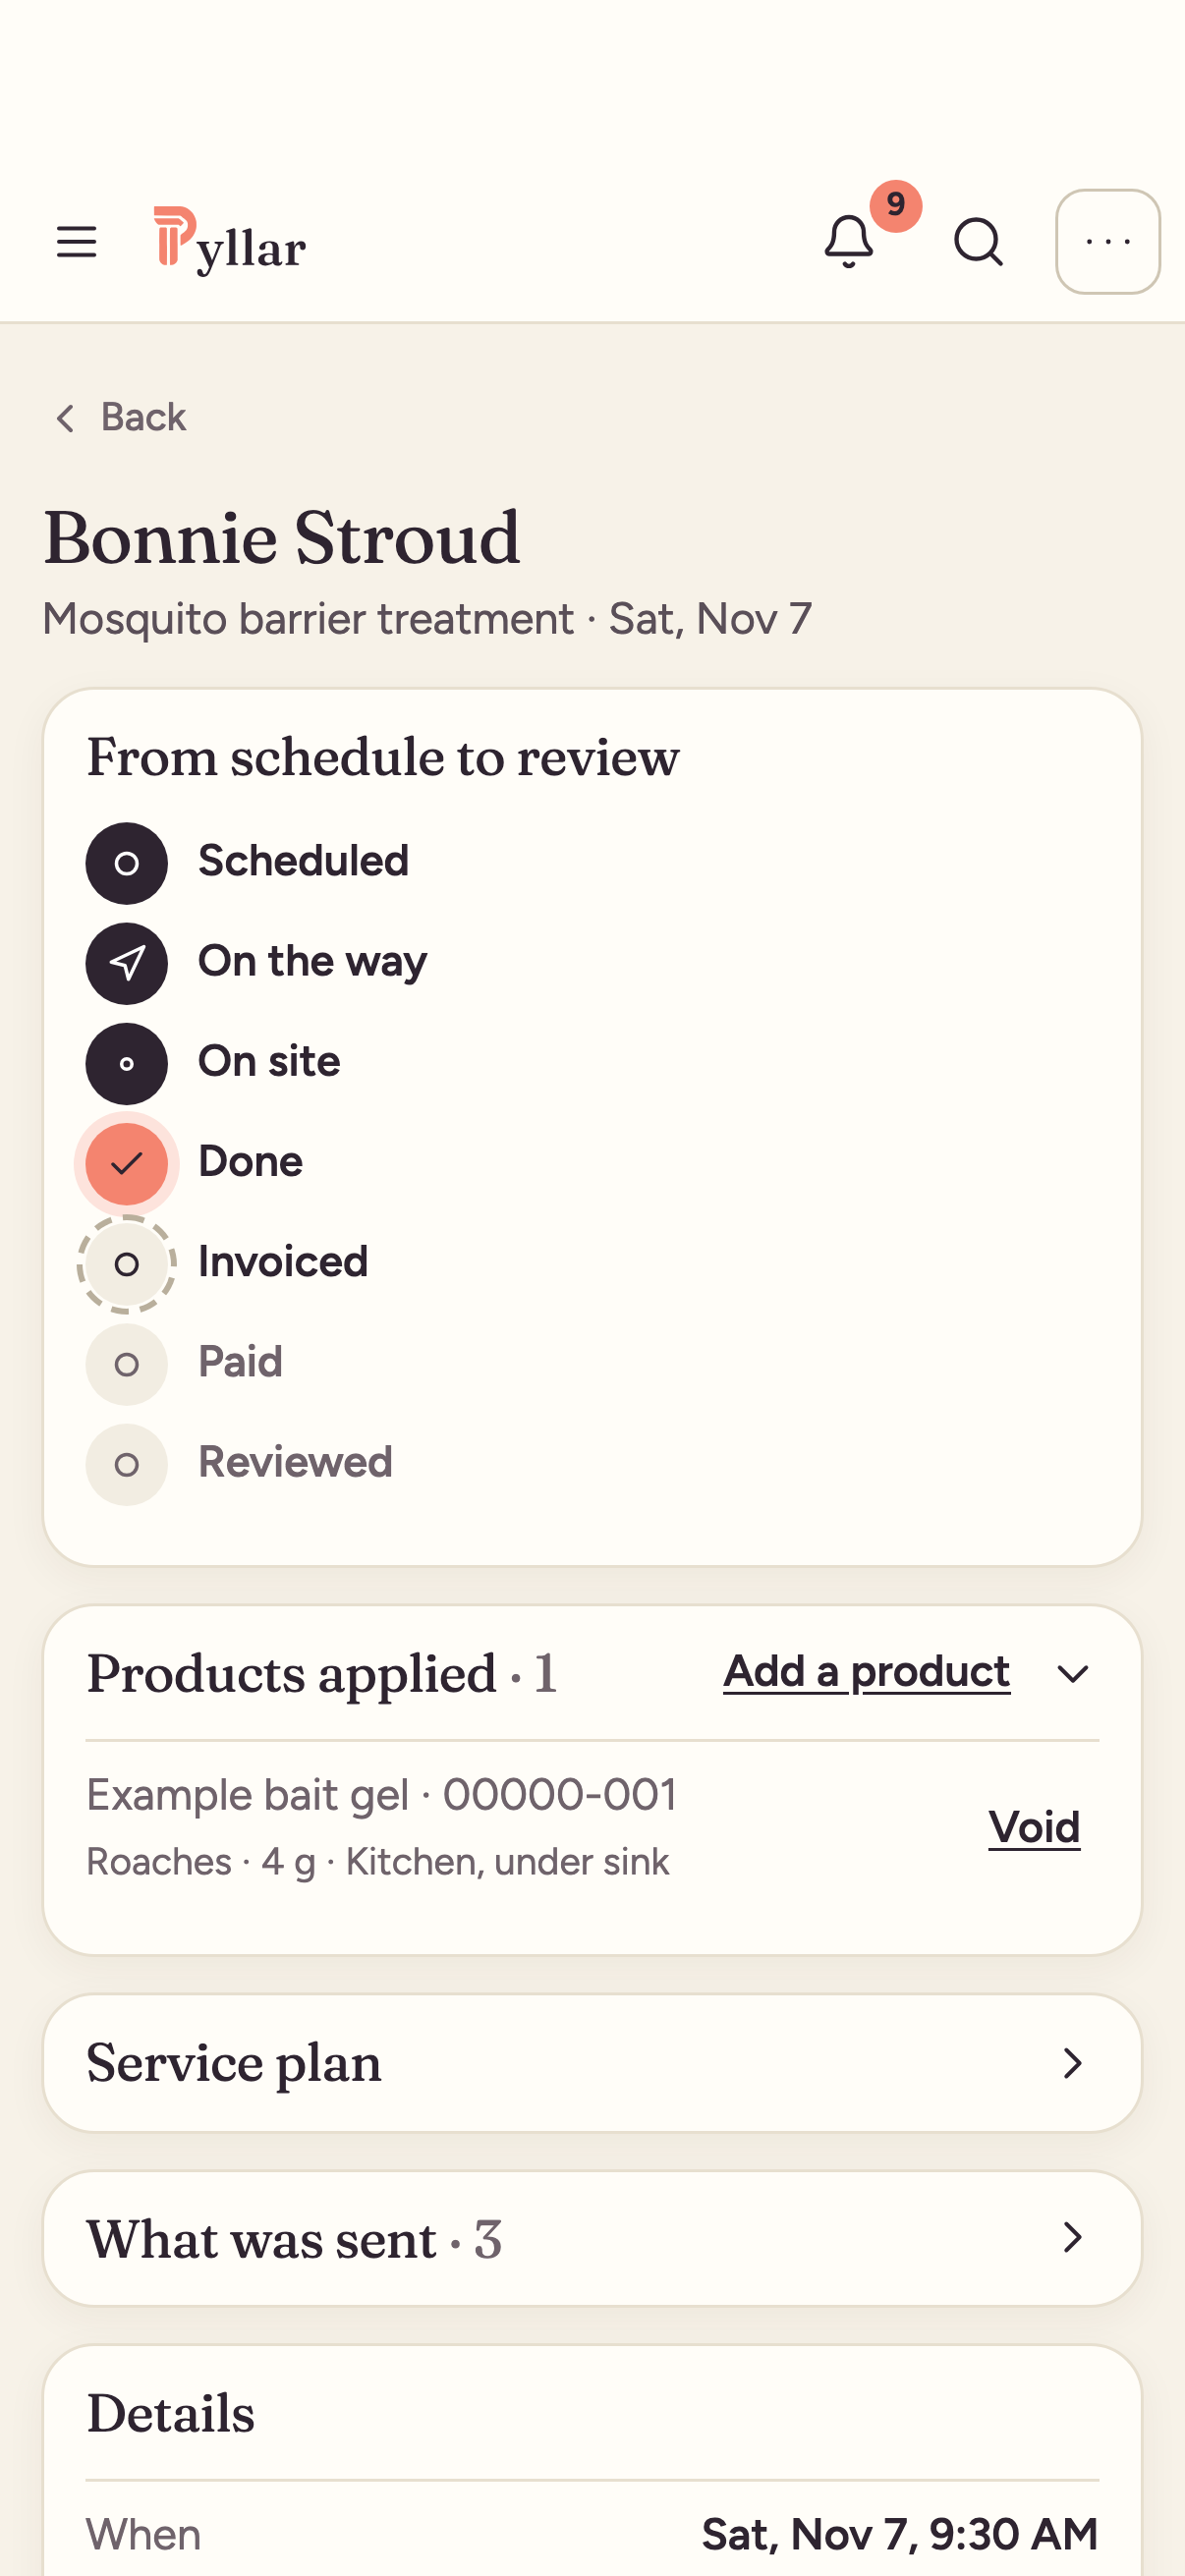 Pyllar
9
Back
Bonnie Stroud
Mosquito barrier treatment · Sat, Nov 7
From schedule to review
Scheduled
On the way
On site
Done
Invoiced
Paid
Reviewed
Products applied · 1
Add a product
Example bait gel · 00000-001
Roaches · 4 g · Kitchen, under sink
Void
Service plan
What was sent · 3
Details
When
Sat, Nov 7, 9:30 AM